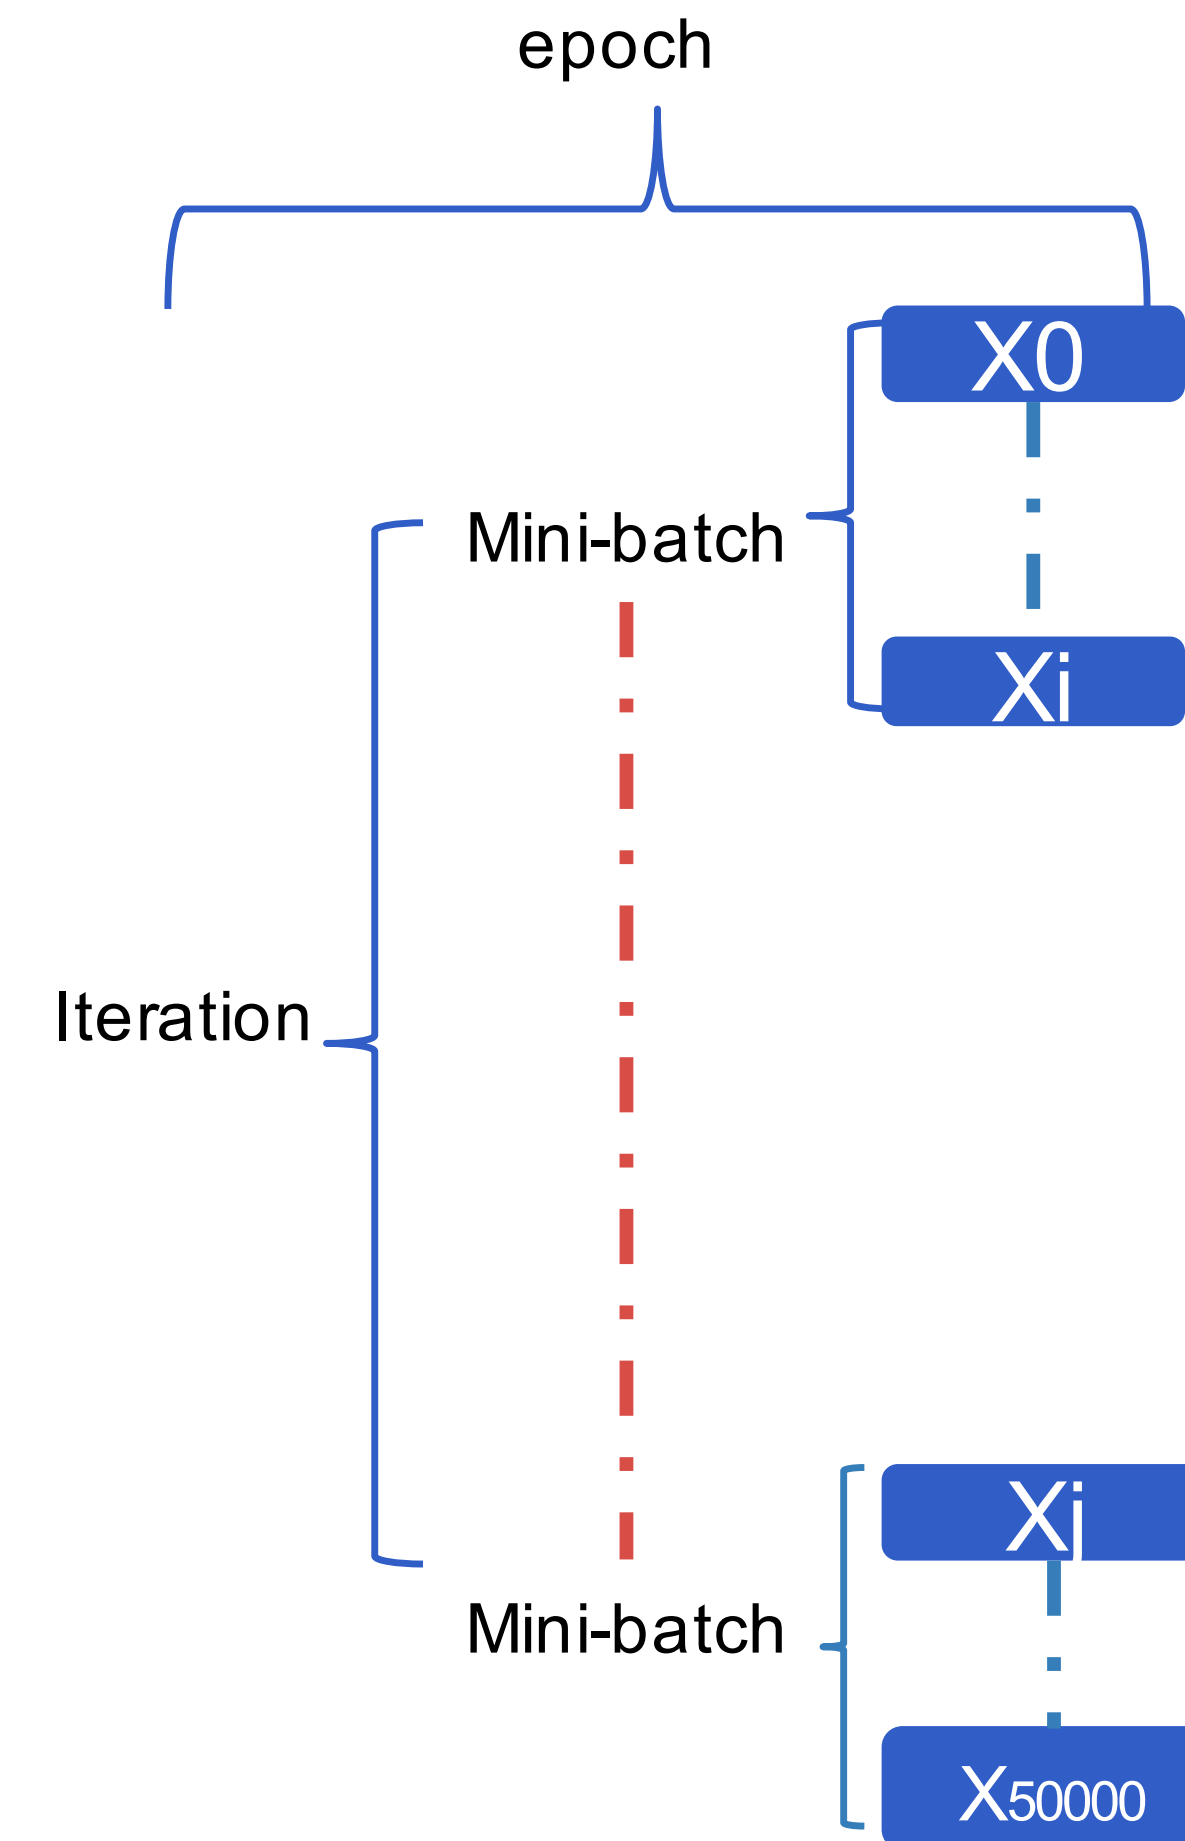 epoch
X0
Mini-batch
Xi
Iteration
Xj
Mini-batch
X50000